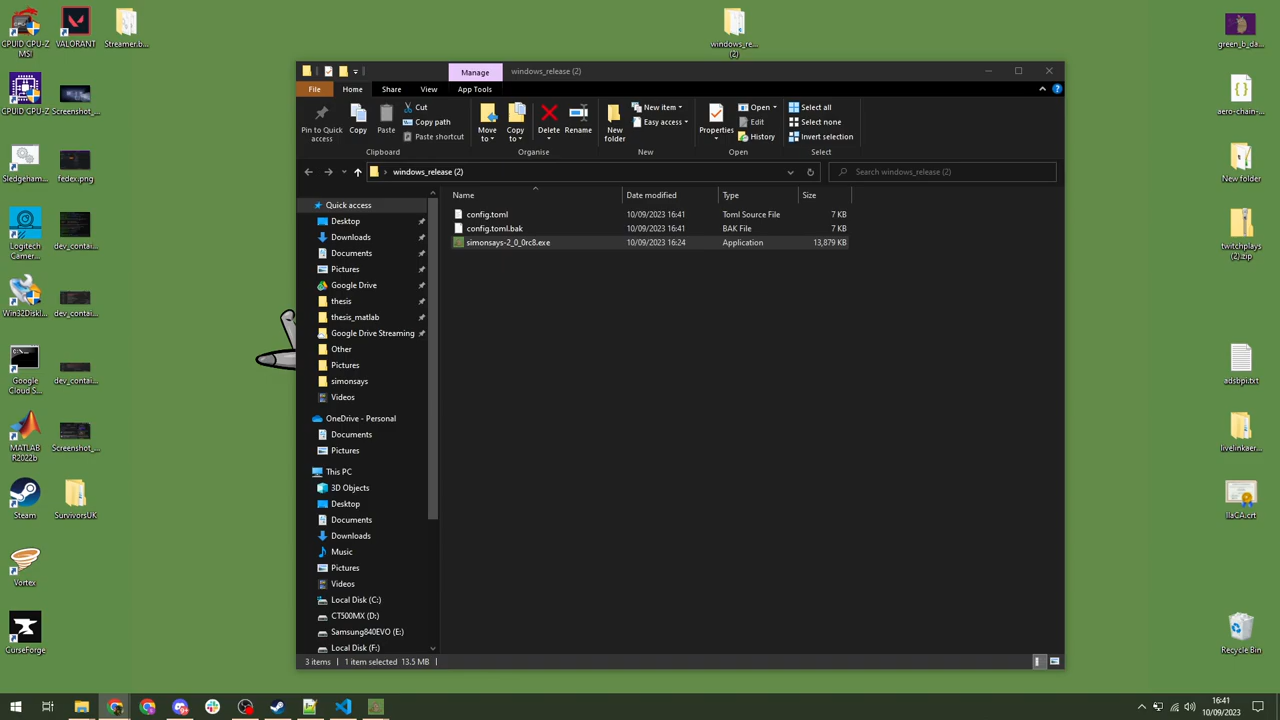 CPUID CPU-Z
MSI
VALORANT
Streamer.b...
windows_re...
(2)
green_b_da...
CPUID CPU-Z
Screenshot_...
aero-chain-...
Sledgeham...
fedex.png
New folder
Logitech
Gamer...
dev_contai...
twitchplays
(2).zip
Win32DiskI...
dev_contai...
Google
Cloud S...
dev_contai...
adsbpi.txt
MATLAB
R2022b
Screenshot_...
livelinkaer...
Steam
SurvivorsUK
Vortex
CurseForge
Recycle Bin
Manage
windows_release (2)
File
Home
Share
View
App Tools
Pin to Quick
access
Copy
Paste
Cut
Copy path
Paste shortcut
Clipboard
Move
to
Copy
to
Delete
Rename
Organise
New
folder
New item
Easy access
New
Properties
Open
Edit
History
Open
Select all
Select none
Invert selection
Select
windows_release (2)
Search windows_release (2)
Quick access
Desktop
Downloads
Documents
Pictures
Google Drive
thesis
thesis_matlab
Google Drive Streaming
Other
Pictures
simonsays
Videos
OneDrive - Personal
Documents
Pictures
This PC
3D Objects
Desktop
Documents
Downloads
Music
Pictures
Videos
Local Disk (C:)
CT500MX (D:)
Samsung840EVO (E:)
Local Disk (F:)
Name Date modified Type Size
config.toml 10/09/2023 16:41 Toml Source File 7 KB
config.toml.bak 10/09/2023 16:41 BAK File 7 KB
simonsays-2_0_0rc8.exe 10/09/2023 16:24 Application 13,879 KB
3 items 1 item selected 13.5 MB
16:41
10/09/2023